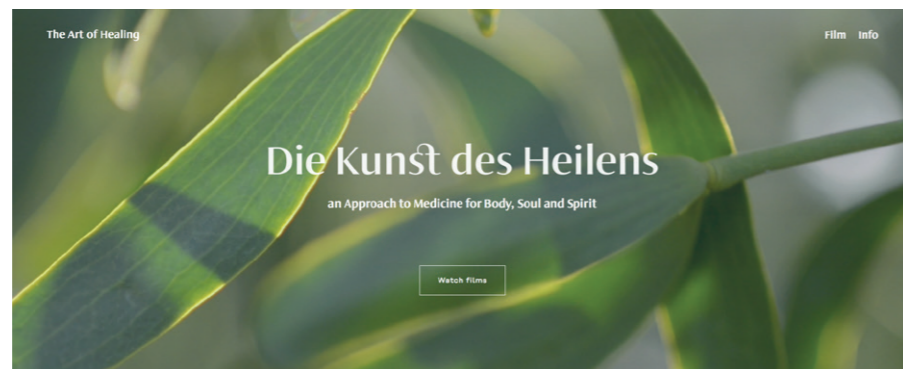 The Art of Healing
Film Info
Die Kunst des Heilens
an Approach to Medicine for Body, Soul and Spirit
Watch films